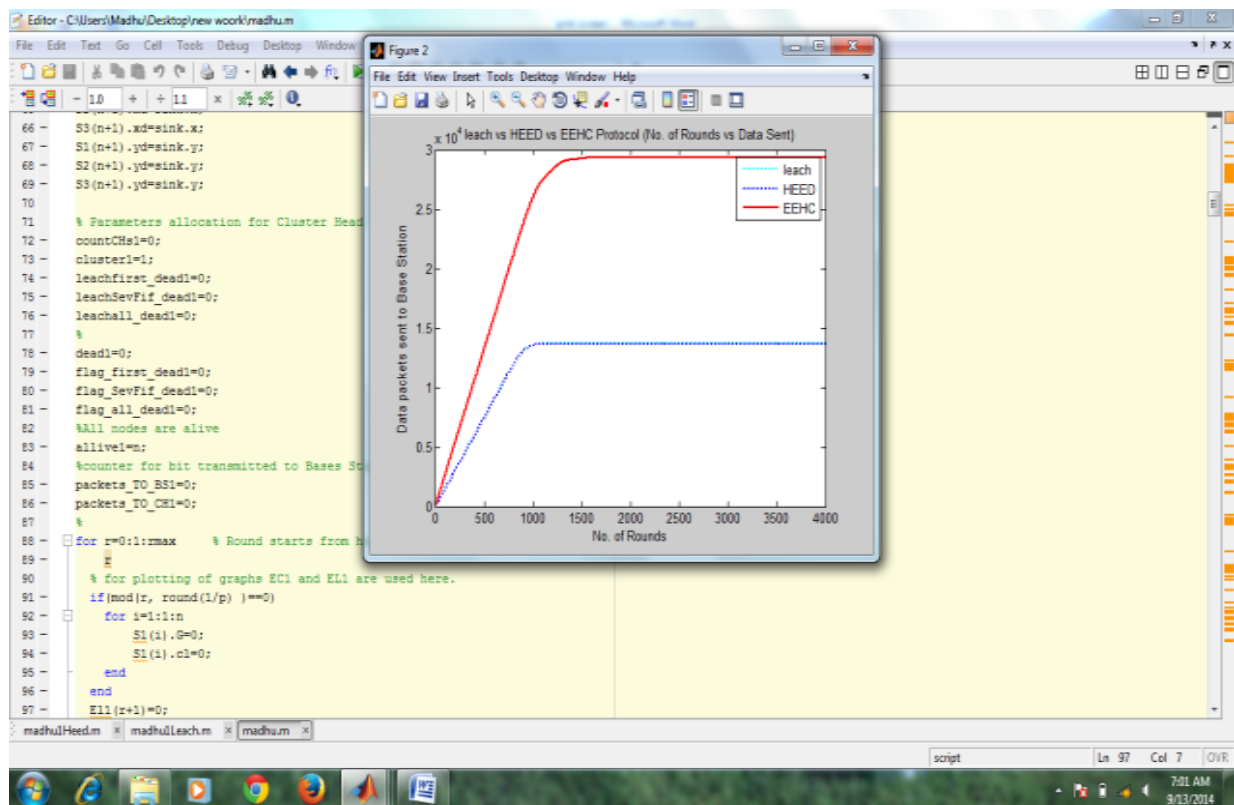 Editor - C:\Users\Madhu\Desktop\new woork\madhu.m
File Edit Text Go Cell Tools Debug Desktop Window
- 1.0 + ÷ 1.1 ×
66 - S3(n+1).xd=sink.x;
67 - S1(n+1).yd=sink.y;
68 - S2(n+1).yd=sink.y;
69 - S3(n+1).yd=sink.y;
70
71 % Parameters allocation for Cluster Head
72 - countCHs1=0;
73 - cluster1=1;
74 - leachfirst_dead1=0;
75 - leachSevFif_dead1=0;
76 - leachall_dead1=0;
77 %
78 - dead1=0;
79 - flag_first_dead1=0;
80 - flag_SevFif_dead1=0;
81 - flag_all_dead1=0;
82 %All nodes are alive
83 - allive1=n;
84 %counter for bit transmitted to Bases St
85 - packets_TO_BS1=0;
86 - packets_TO_CH1=0;
87 %
88 - for r=0:1:rmax % Round starts from h
89 - r
90 % for plotting of graphs EC1 and EL1 are used here.
91 - if(mod(r, round(1/p) )==0)
92 - for i=1:1:n
93 - S1(i).G=0;
94 - S1(i).cl=0;
95 - end
96 - end
97 - El1(r+1)=0;
Figure 2
File Edit View Insert Tools Desktop Window Help
x 10^4 leach vs HEED vs EEHC Protocol (No. of Rounds vs Data Sent)
leach
HEED
EEHC
Data packets sent to Base Station
3
2.5
2
1.5
1
0.5
0
0 500 1000 1500 2000 2500 3000 3500 4000
No. of Rounds
madhu1Heed.m × madhu1Leach.m × madhu.m ×
script Ln 97 Col 7 OVR
7:01 AM
9/13/2014